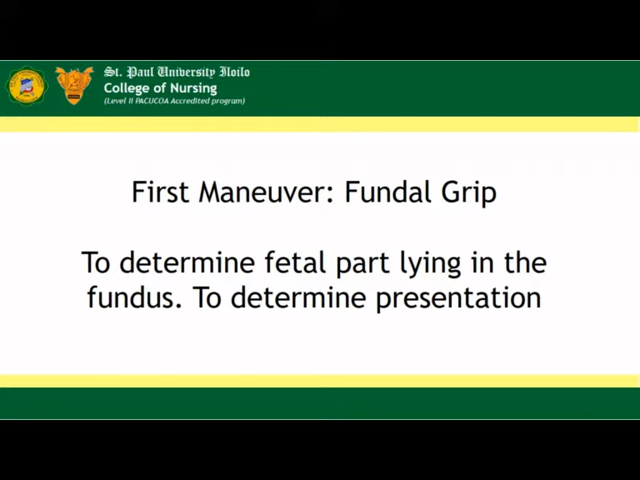 St. Paul University Iloilo
College of Nursing
(Level II PACUCOA Accredited program)
First Maneuver: Fundal Grip
To determine fetal part lying in the
fundus. To determine presentation